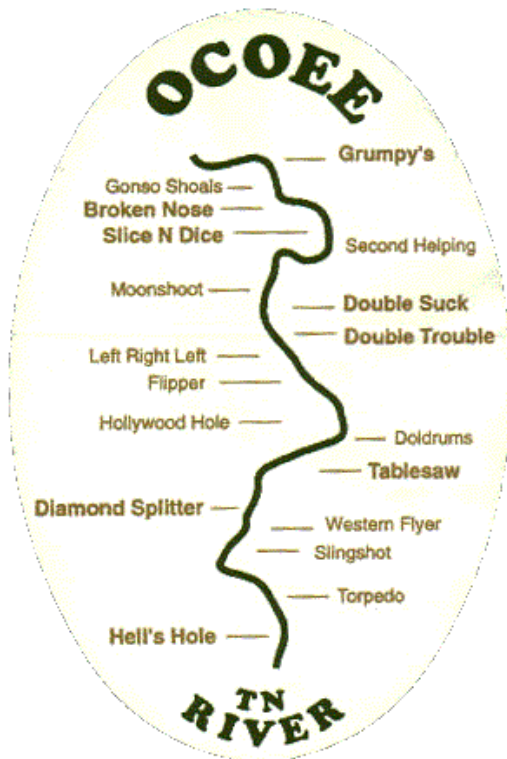 OCOEE
Grumpy's
Gonso Shoals
Broken Nose
Slice N Dice
Second Helping
Moonshoot
Double Suck
Double Trouble
Left Right Left
Flipper
Hollywood Hole
Doldrums
Tablesaw
Diamond Splitter
Western Flyer
Slingshot
Torpedo
Hell's Hole
TN
RIVER